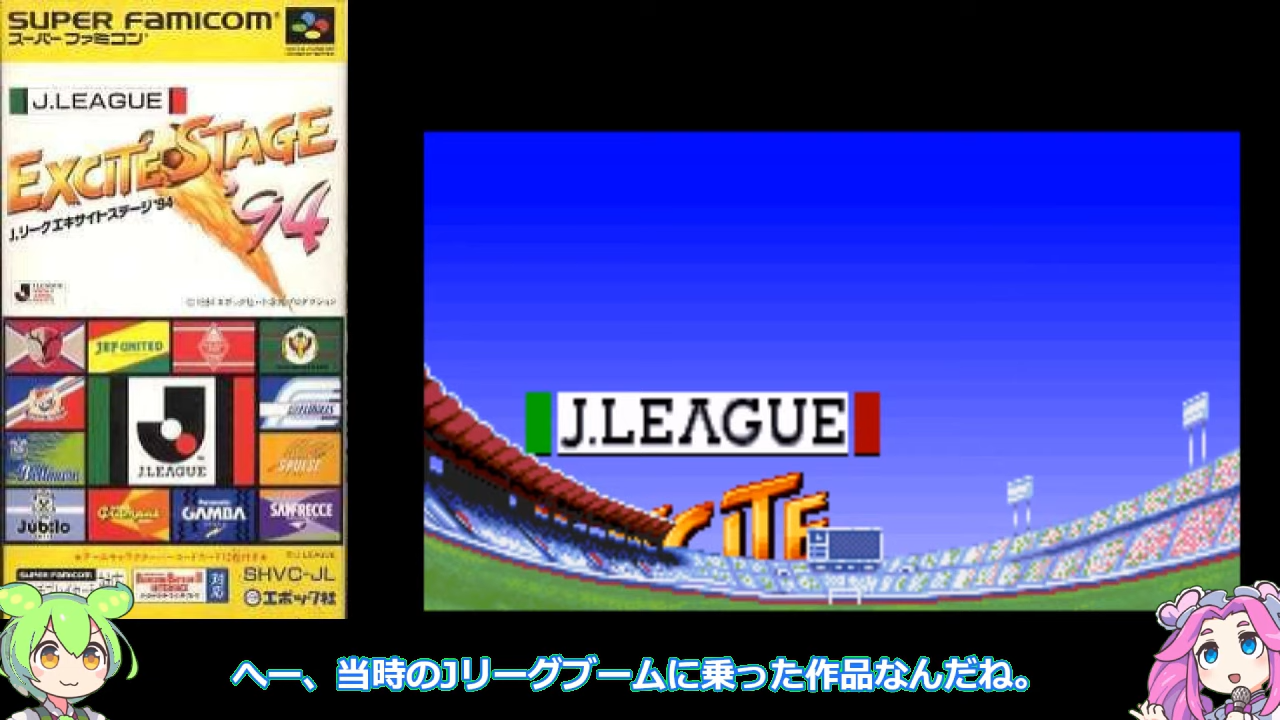 SUPER FAMICOM
スーパーファミコン
J.LEAGUE
EXCITE STAGE
'94
J.リーグエキサイトステージ'94
JEF UNITED
J.LEAGUE
Bellmare
Jubilo
GAMBA
SANFRECCE
SHVC-JL
エポック社
J.LEAGUE
CITE
へー、当時のJリーグブームに乗った作品なんだね。